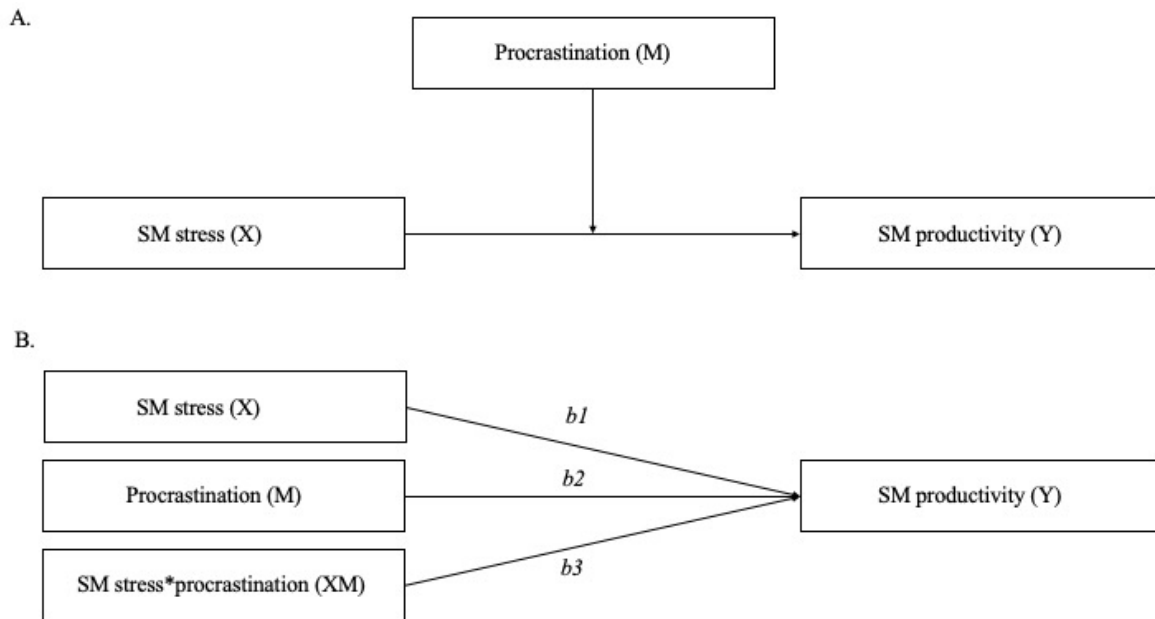 A.
Procrastination (M)
SM stress (X)
SM productivity (Y)
B.
SM stress (X)
b1
Procrastination (M)
b2
SM productivity (Y)
SM stress*procrastination (XM)
b3